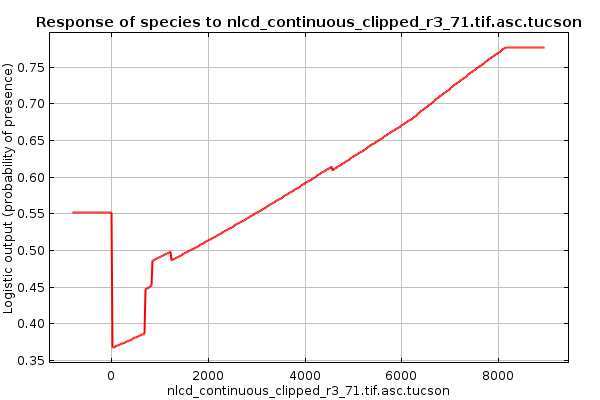 Response of species to nlcd_continuous_clipped_r3_71.tif.asc.tucson
Logistic output (probability of presence)
0.75
0.70
0.65
0.60
0.55
0.50
0.45
0.40
0.35
0 2000 4000 6000 8000
nlcd_continuous_clipped_r3_71.tif.asc.tucson